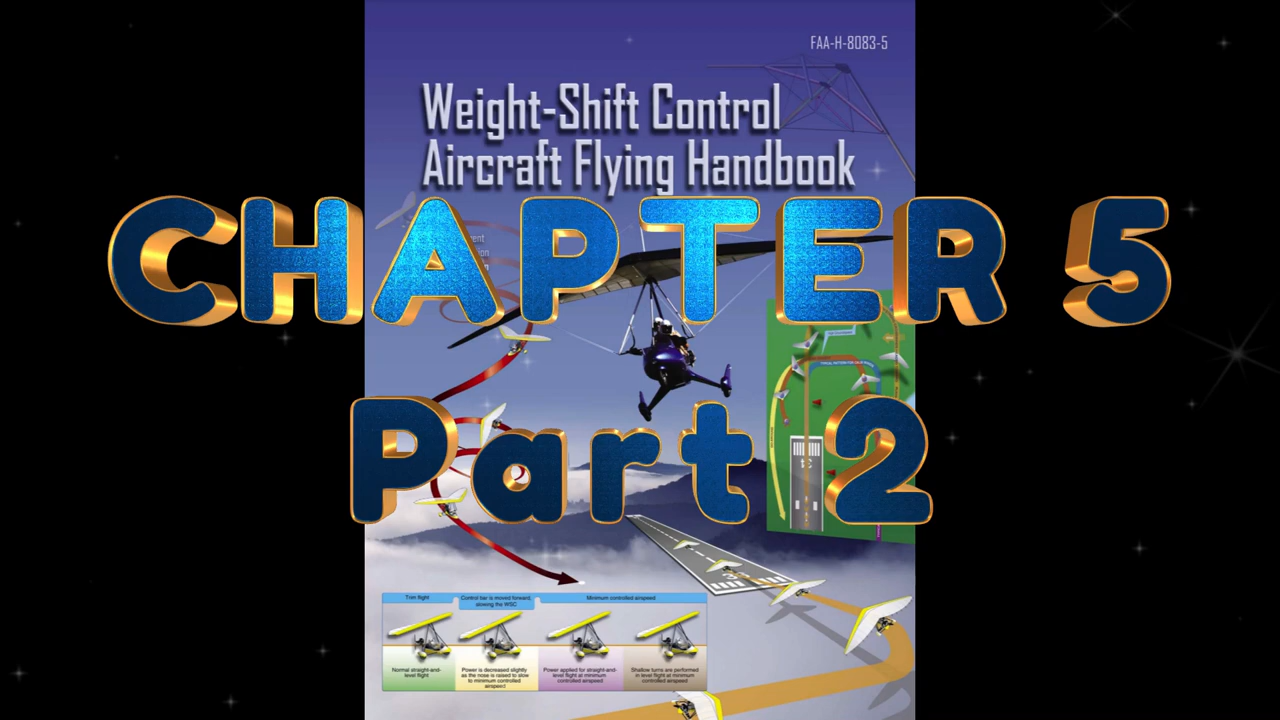 FAA-H-8083-5
Weight-Shift Control
Aircraft Flying Handbook
CHAPTER 5
Part 2
Trim flight
Control bar is moved forward,
slowing the WSC
Minimum controlled airspeed
Normal straight-and-
level flight
Power is decreased slightly
as the nose is raised to slow
to minimum controlled
airspeed
Power applied for straight-and-
level flight at minimum
controlled airspeed
Shallow turns are performed
in level flight at minimum
controlled airspeed